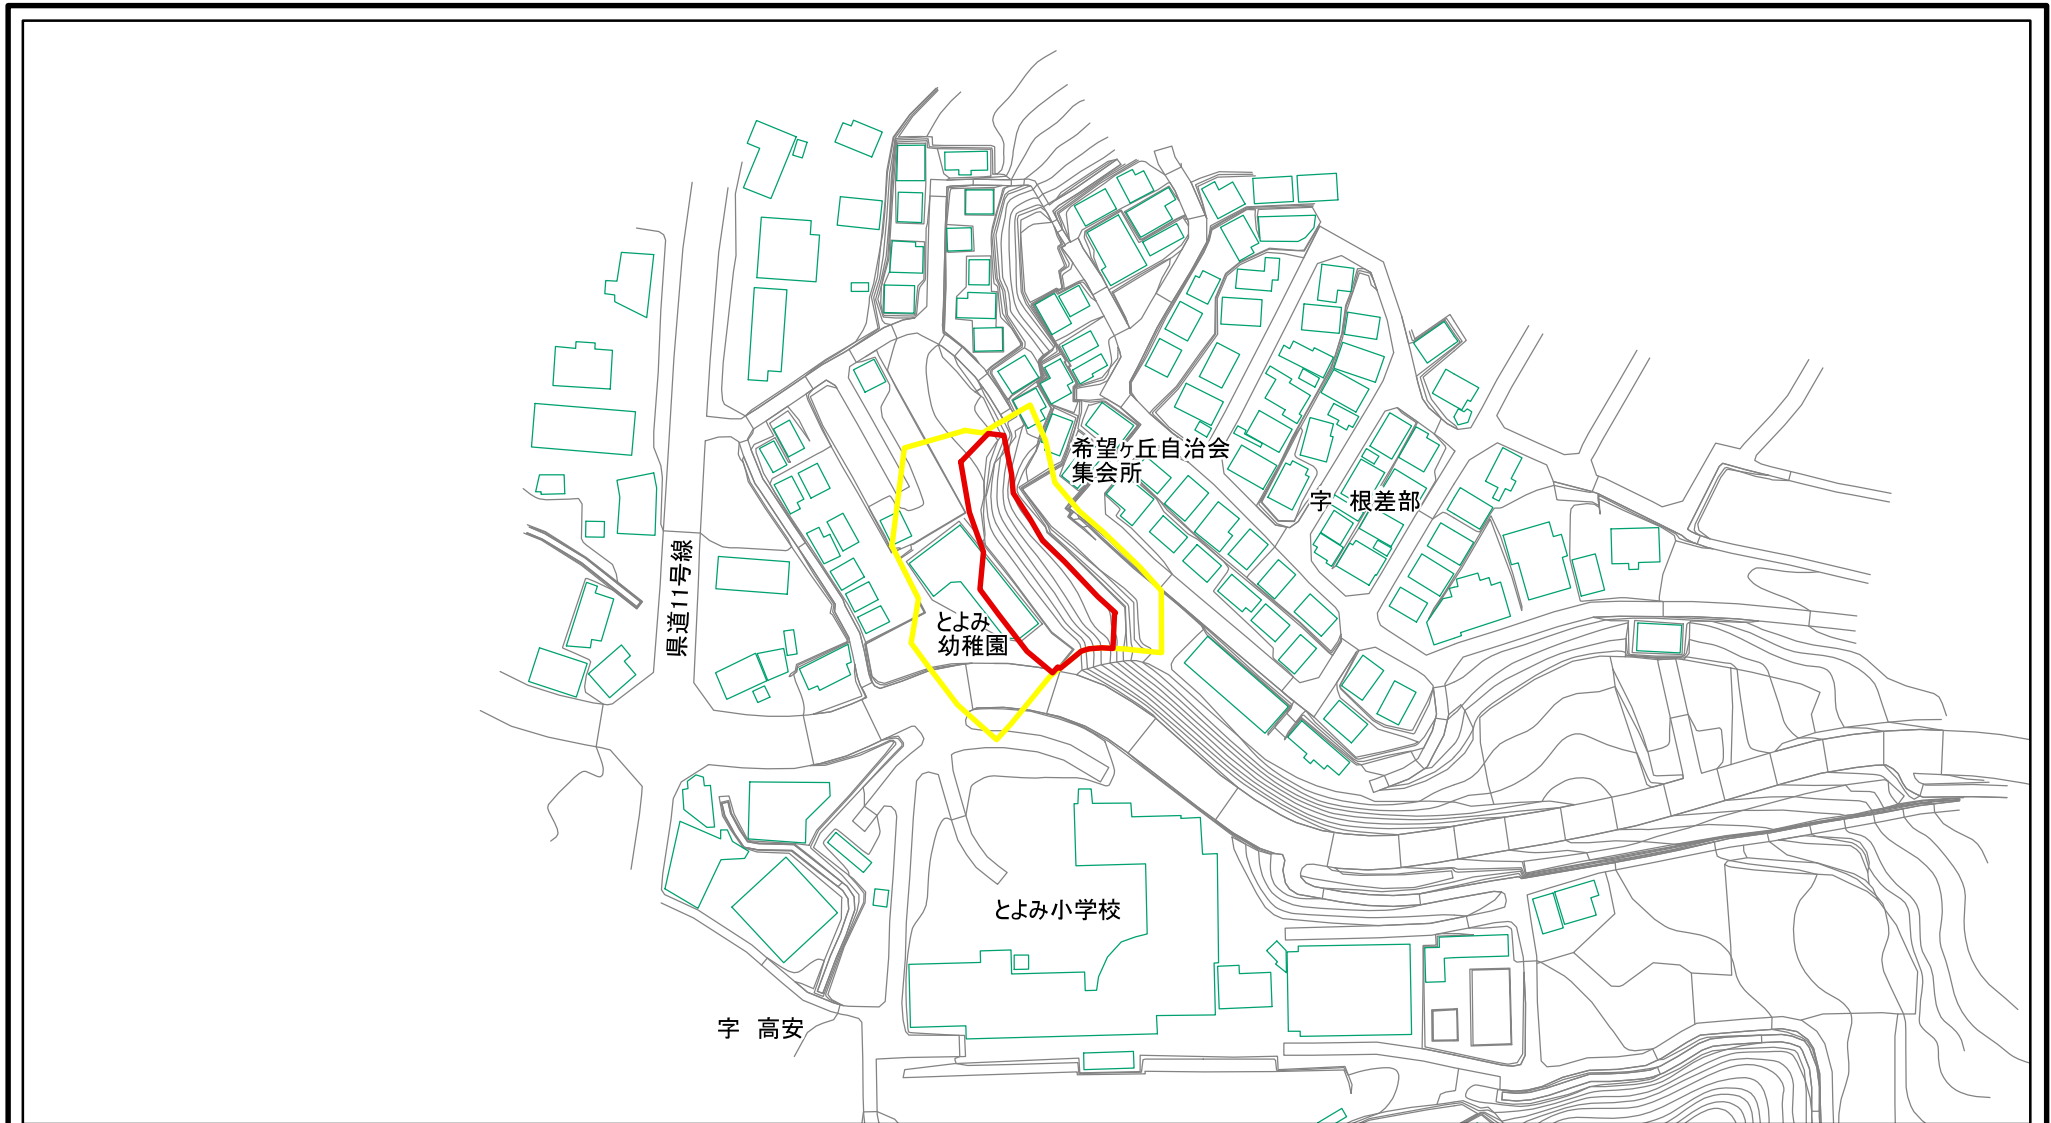 希望ヶ丘自治会
集会所
字　根差部
県道11号線
とよみ
幼稚園
とよみ小学校
字　高安